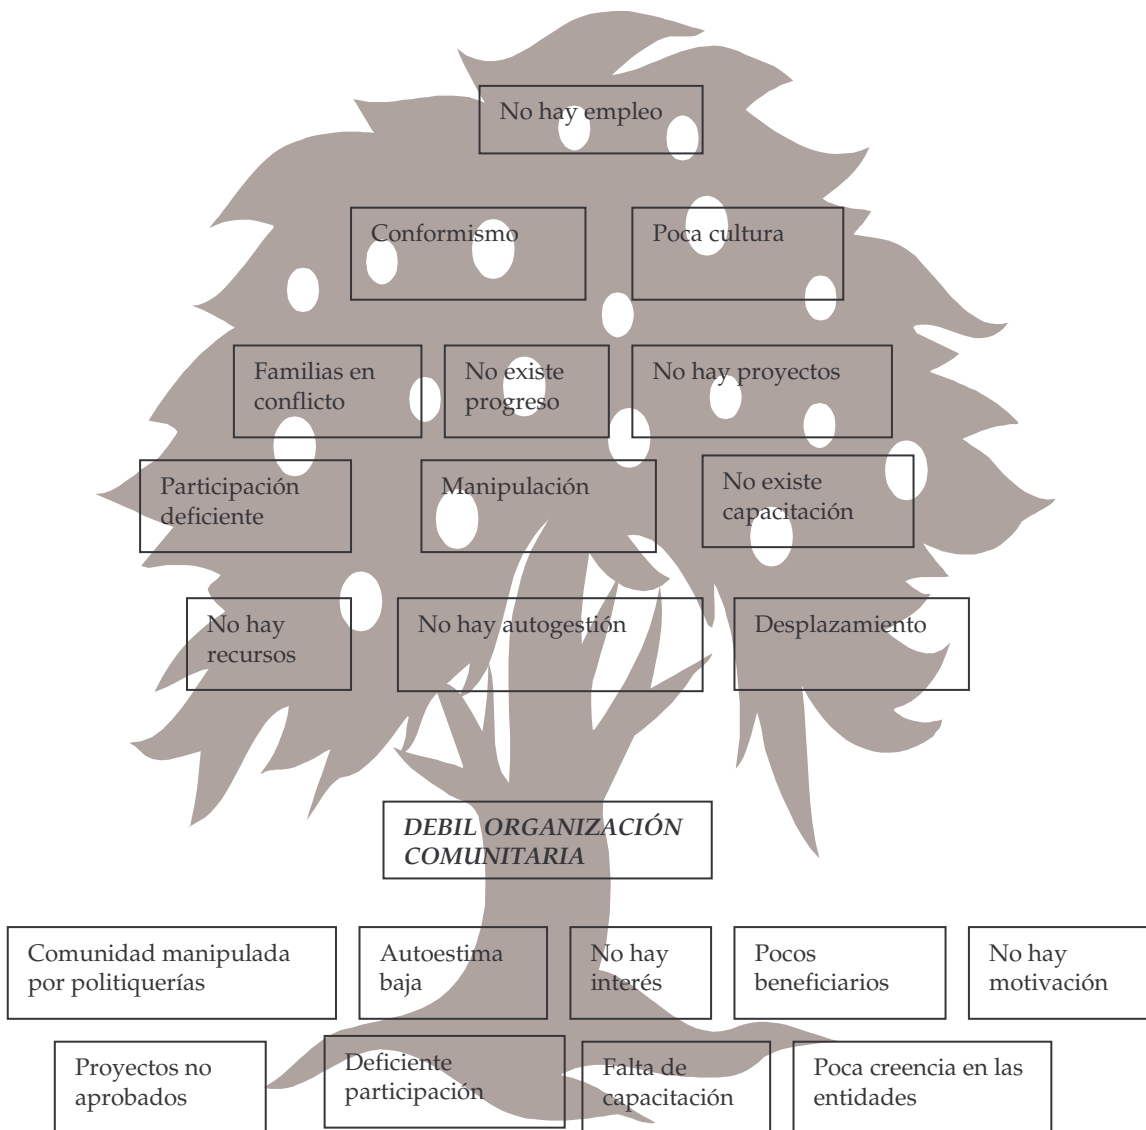 No hay empleo
Conformismo
Poca cultura
Familias en
conflicto
No existe
progreso
No hay proyectos
Participación
deficiente
Manipulación
No existe
capacitación
No hay
recursos
No hay autogestión
Desplazamiento
DEBIL ORGANIZACIÓN
COMUNITARIA
Comunidad manipulada
por politiquerías
Autoestima
baja
No hay
interés
Pocos
beneficiarios
No hay
motivación
Proyectos no
aprobados
Deficiente
participación
Falta de
capacitación
Poca creencia en las
entidades